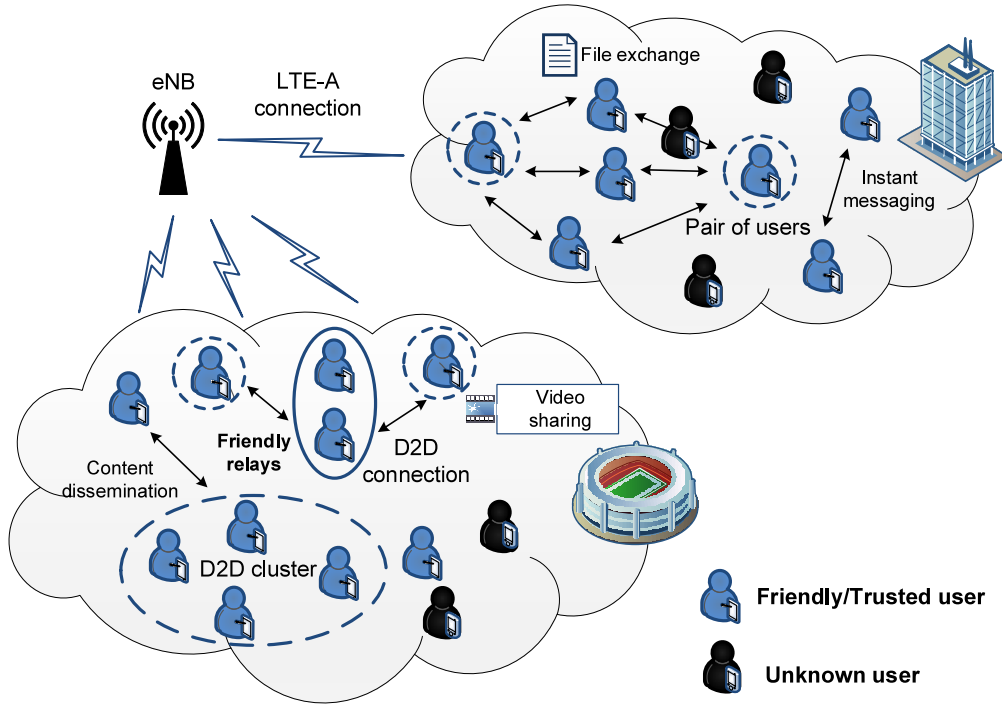 eNB
LTE-A
connection
File exchange
Instant
messaging
Pair of users
Video
sharing
Friendly
relays
D2D
connection
Content
dissemination
D2D cluster
Friendly/Trusted user
Unknown user